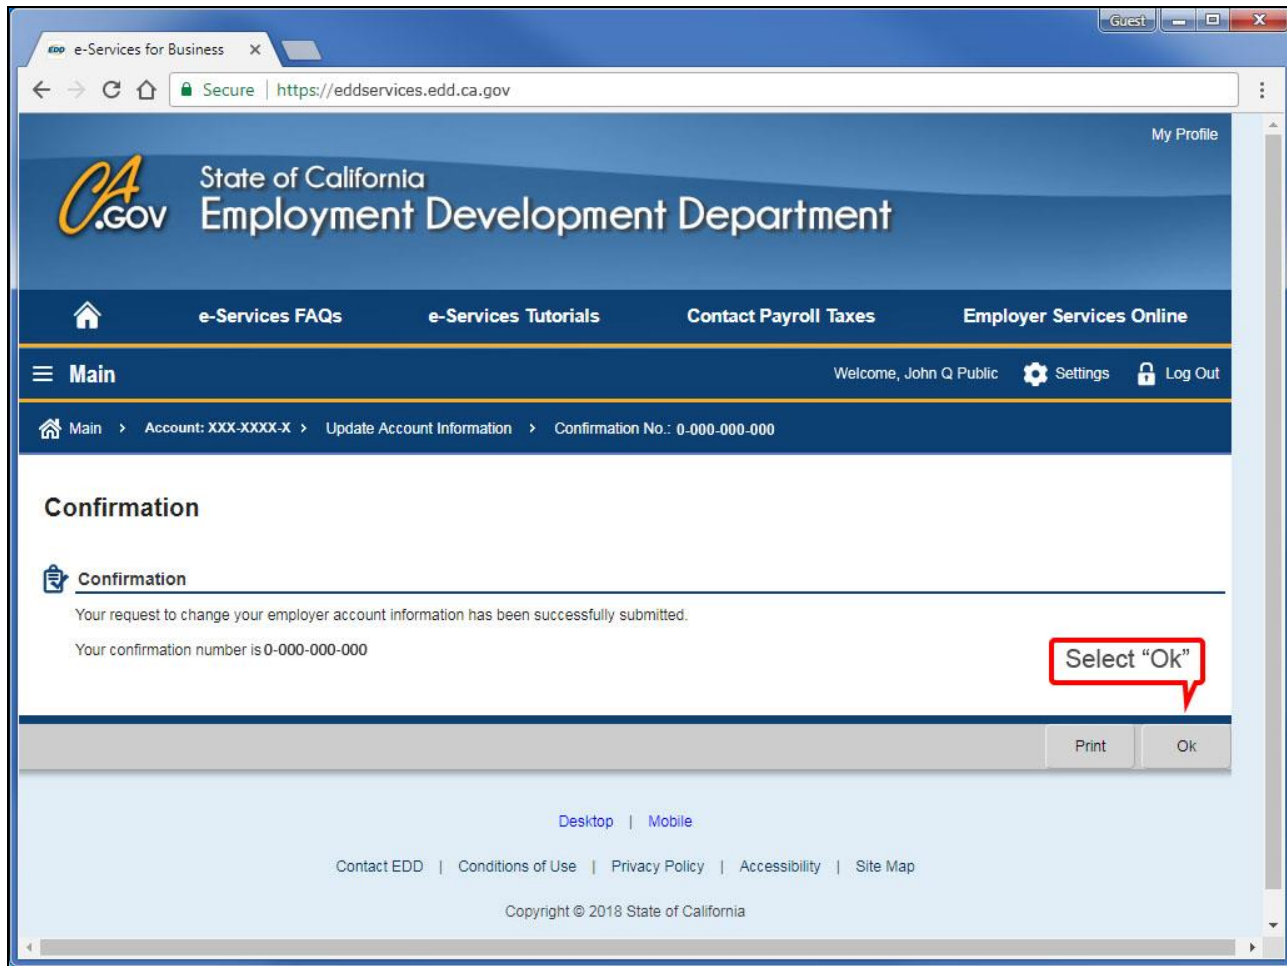 Guest
EDD e-Services for Business
Secure | https://eddservices.edd.ca.gov
My Profile
CA.GOV
State of California
Employment Development Department
e-Services FAQs e-Services Tutorials Contact Payroll Taxes Employer Services Online
Main Welcome, John Q Public Settings Log Out
Main > Account: XXX-XXXX-X > Update Account Information > Confirmation No.: 0-000-000-000
Confirmation
Confirmation
Your request to change your employer account information has been successfully submitted.
Your confirmation number is 0-000-000-000
Select “Ok”
Print Ok
Desktop | Mobile
Contact EDD | Conditions of Use | Privacy Policy | Accessibility | Site Map
Copyright © 2018 State of California